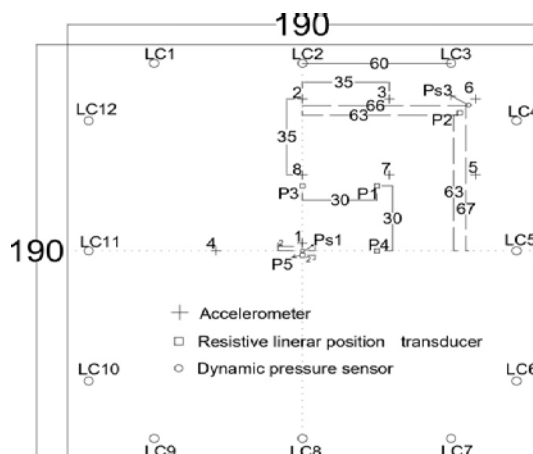 190
LC1 LC2 LC3
60
35 Ps3 6
2 3 66
LC12 63 P2 LC4
35
8 7 5
P3 P1 63
30 30 67
1 Ps1
190 LC11 4 2 P4 LC5
P5 2
Accelerometer
Resistive linerar position transducer
Dynamic pressure sensor
LC10 LC6
LC9 LC8 LC7